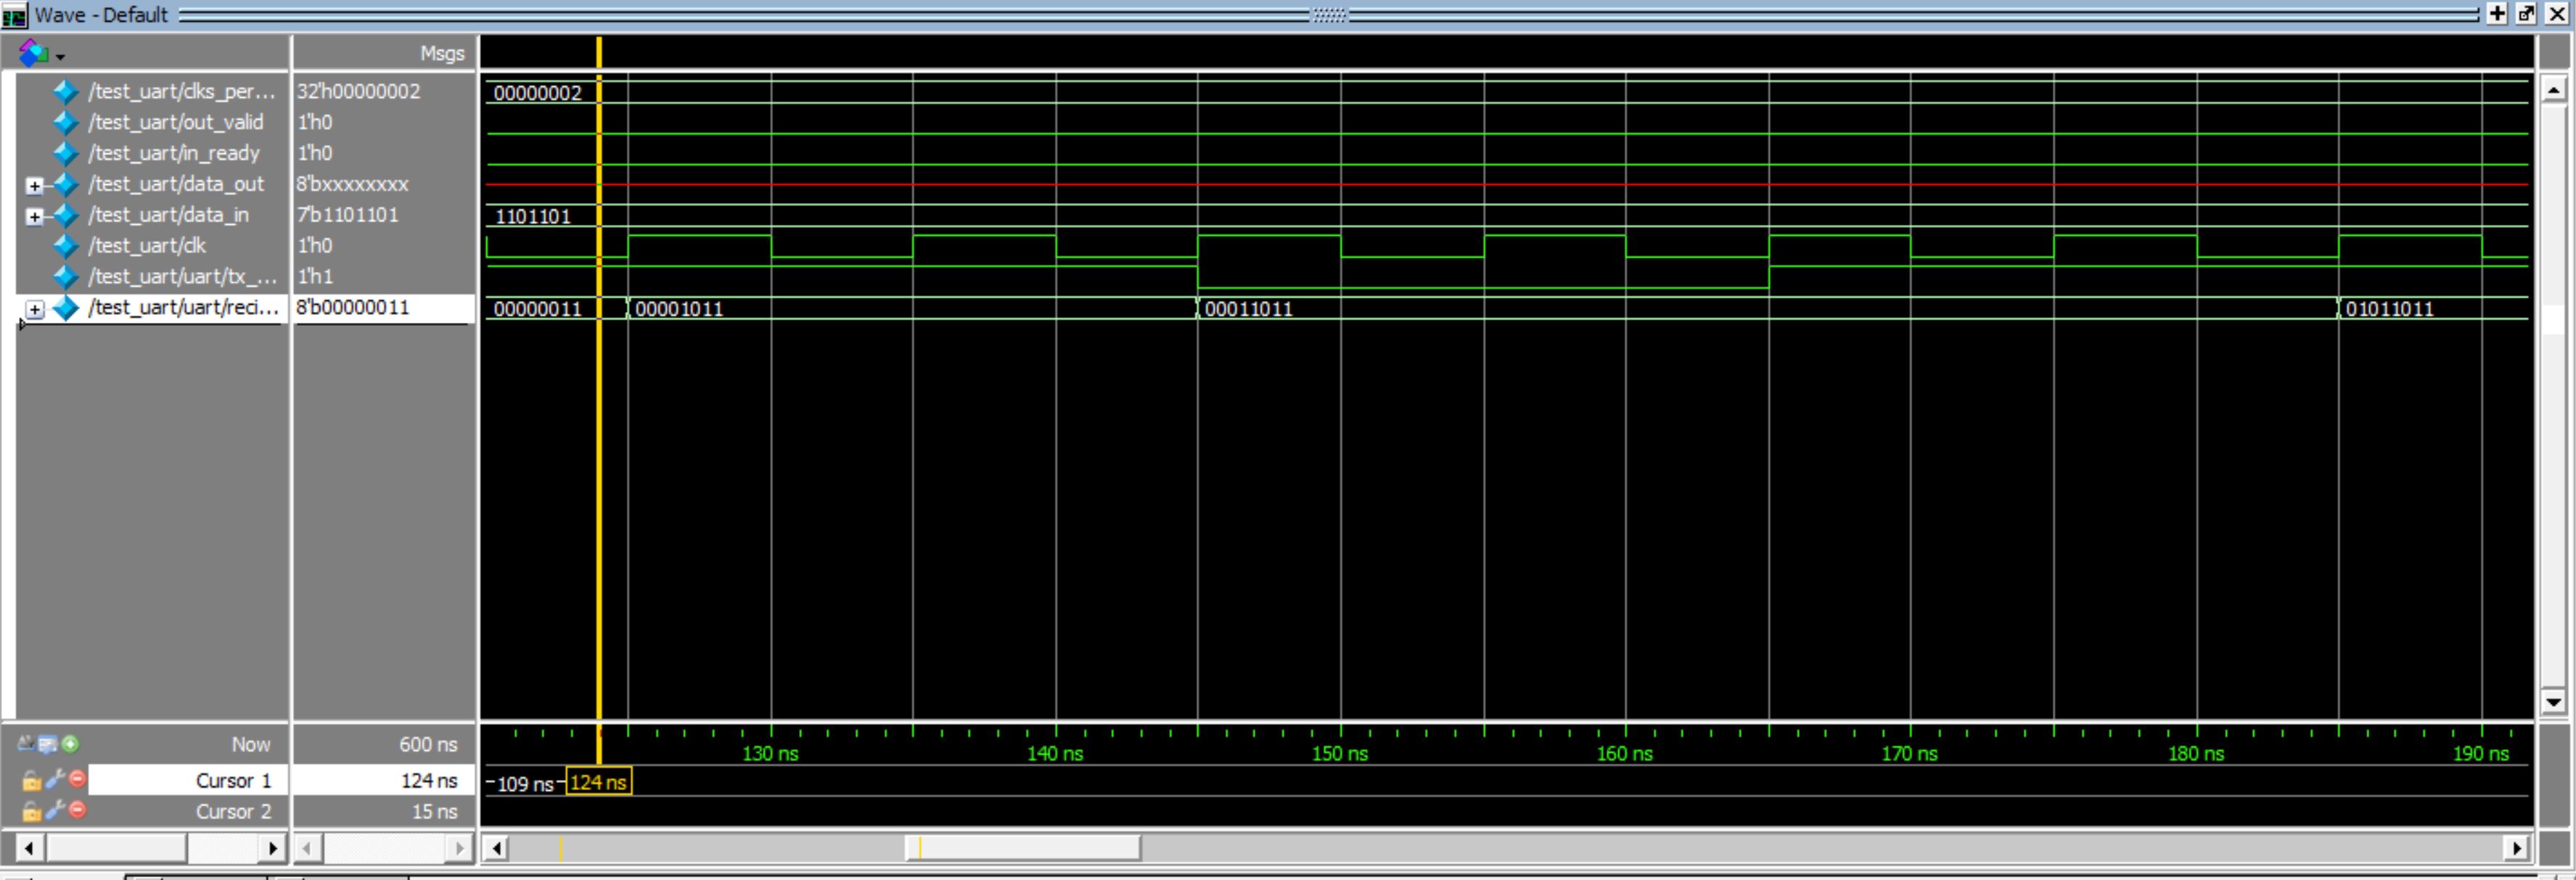 Wave - Default
Msgs
/test_uart/clks_per... 32'h00000002 00000002
/test_uart/out_valid 1'h0
/test_uart/in_ready 1'h0
/test_uart/data_out 8'bxxxxxxxx
/test_uart/data_in 7'b1101101 1101101
/test_uart/clk 1'h0
/test_uart/uart/tx_... 1'h1
/test_uart/uart/reci... 8'b00000011 00000011 00001011 00011011 01011011
Now 600 ns 130 ns 140 ns 150 ns 160 ns 170 ns 180 ns 190 ns
Cursor 1 124 ns 109 ns 124 ns
Cursor 2 15 ns